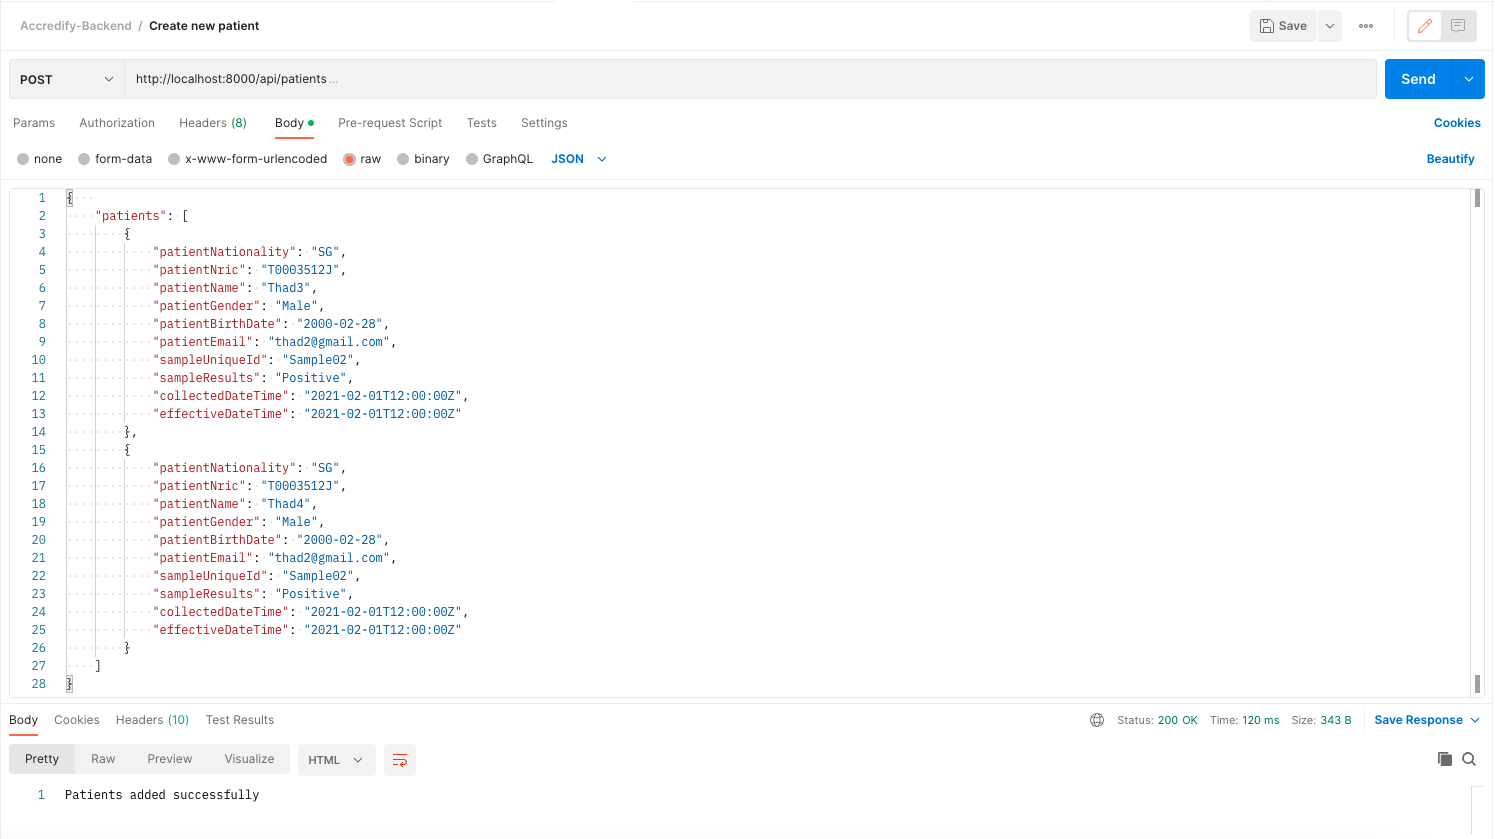 Accredify-Backend / Create new patient
Save
POST
http://localhost:8000/api/patients ...
Send
Params Authorization Headers (8) Body Pre-request Script Tests Settings
Cookies
none form-data x-www-form-urlencoded raw binary GraphQL JSON
Beautify
1 {
2 "patients": [
3 {
4 "patientNationality": "SG",
5 "patientNric": "T0003512J",
6 "patientName": "Thad3",
7 "patientGender": "Male",
8 "patientBirthDate": "2000-02-28",
9 "patientEmail": "thad2@gmail.com",
10 "sampleUniqueId": "Sample02",
11 "sampleResults": "Positive",
12 "collectedDateTime": "2021-02-01T12:00:00Z",
13 "effectiveDateTime": "2021-02-01T12:00:00Z"
14 },
15 {
16 "patientNationality": "SG",
17 "patientNric": "T0003512J",
18 "patientName": "Thad4",
19 "patientGender": "Male",
20 "patientBirthDate": "2000-02-28",
21 "patientEmail": "thad2@gmail.com",
22 "sampleUniqueId": "Sample02",
23 "sampleResults": "Positive",
24 "collectedDateTime": "2021-02-01T12:00:00Z",
25 "effectiveDateTime": "2021-02-01T12:00:00Z"
26 }
27 ]
28 }
Body Cookies Headers (10) Test Results
Status: 200 OK Time: 120 ms Size: 343 B
Save Response
Pretty Raw Preview Visualize HTML
1 Patients added successfully